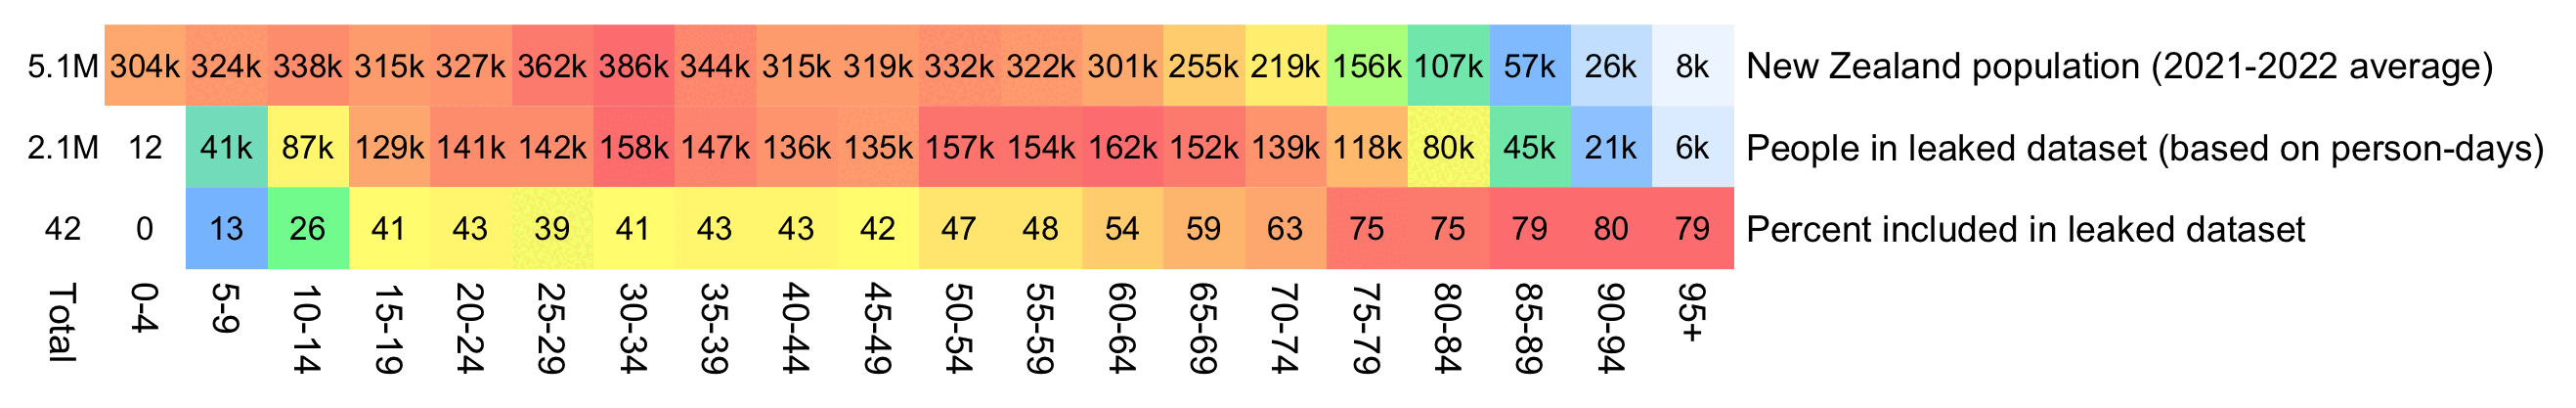 5.1M 304k 324k 338k 315k 327k 362k 386k 344k 315k 319k 332k 322k 301k 255k 219k 156k 107k 57k 26k 8k New Zealand population (2021-2022 average)
2.1M 12 41k 87k 129k 141k 142k 158k 147k 136k 135k 157k 154k 162k 152k 139k 118k 80k 45k 21k 6k People in leaked dataset (based on person-days)
42 0 13 26 41 43 39 41 43 43 42 47 48 54 59 63 75 75 79 80 79 Percent included in leaked dataset
Total 0-4 5-9 10-14 15-19 20-24 25-29 30-34 35-39 40-44 45-49 50-54 55-59 60-64 65-69 70-74 75-79 80-84 85-89 90-94 95+